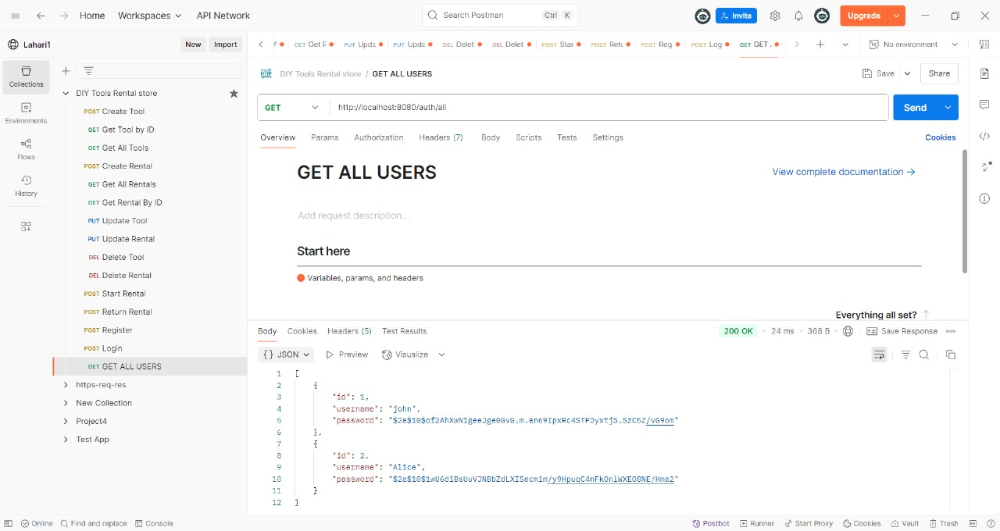 Home Workspaces API Network Search Postman Ctrl K Invite Upgrade
Lahari1 New Import GET Get R PUT Upda PUT Upda DEL Delet DEL Delet POST Star POST Retu POST Reg POST Log GET . No environment
Collections
Environments
Flows
History
DIY Tools Rental store
POST Create Tool
GET Get Tool by ID
GET Get All Tools
POST Create Rental
GET Get All Rentals
GET Get Rental By ID
PUT Update Tool
PUT Update Rental
DEL Delete Tool
DEL Delete Rental
POST Start Rental
POST Return Rental
POST Register
POST Login
GET GET ALL USERS
https-req-res
New Collection
Project4
Test App
HTTP DIY Tools Rental store / GET ALL USERS Save Share
GET http://localhost:8080/auth/all Send
Overview Params Authorization Headers (7) Body Scripts Tests Settings Cookies
GET ALL USERS View complete documentation →
Add request description...
Start here
Variables, params, and headers
Everything all set? ↑
Body Cookies Headers (5) Test Results 200 OK • 24 ms • 368 B • Save Response
{} JSON Preview Visualize
1 [
2 {
3 "id": 1,
4 "username": "john",
5 "password": "$2a$10$of2AhXwN1geeJge0GvG.m.an69IpxRc4STP3yxtjS.SzC5Z/vG9om"
6 },
7 {
8 "id": 2,
9 "username": "Alice",
10 "password": "$2a$10$1wU6diBsUuVJNBbZdLXISecmim/y9HpuqC4nFkOnlWXEO8NE/Hma2"
11 }
12 ]
Online Find and replace Console Postbot Runner Start Proxy Cookies Vault Trash